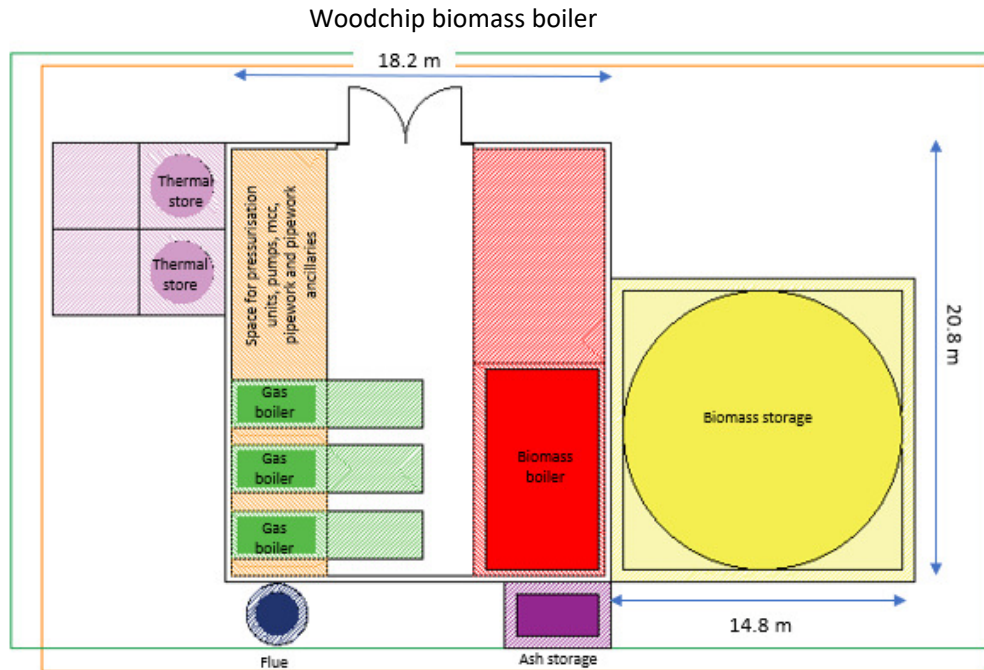 Woodchip biomass boiler
18.2 m
Thermal
store
Thermal
store
Space for pressurisation
units, pumps, mcc,
pipework and pipework
ancillaries
20.8 m
Gas
boiler
Biomass storage
Gas
boiler
Biomass
boiler
Gas
boiler
14.8 m
Flue
Ash storage